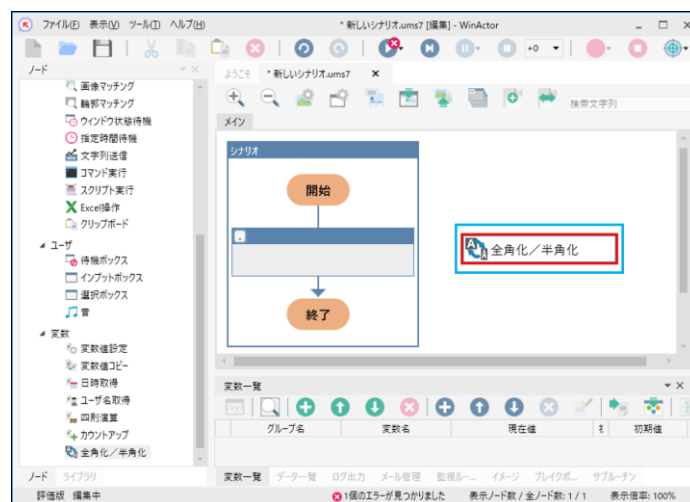 ファイル(F) 表示(V) ツール(T) ヘルプ(H)
* 新しいシナリオ.ums7 [編集] - WinActor
+0
ノード
画像マッチング
輪郭マッチング
ウィンドウ状態待機
指定時間待機
文字列送信
コマンド実行
スクリプト実行
Excel操作
クリップボード
ユーザ
待機ボックス
インプットボックス
選択ボックス
音
変数
変数値設定
変数値コピー
日時取得
ユーザ名取得
四則演算
カウントアップ
全角化／半角化
ノード ライブラリ
ようこそ * 新しいシナリオ.ums7
検索文字列
メイン
シナリオ
開始
終了
全角化／半角化
変数一覧
グループ名 変数名 現在値 初期値
変数一覧 データ一覧 ログ出力 メール管理 監視ルー... イメージ ブレイクポ... サブルーチン
評価版 編集中 1個のエラーが見つかりました 表示ノード数 / 全ノード数: 1 / 1 表示倍率: 100%